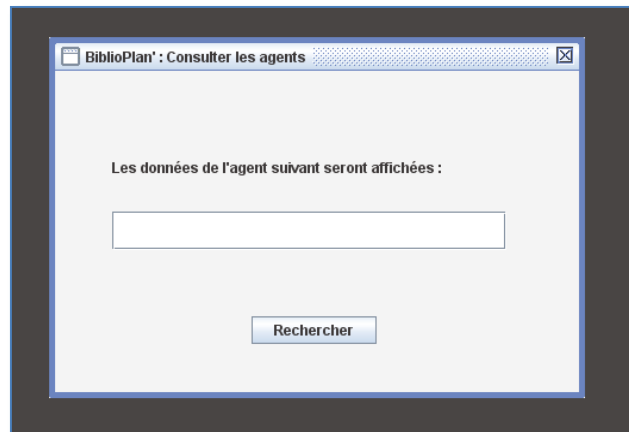 BiblioPlan' : Consulter les agents
Les données de l'agent suivant seront affichées :
Rechercher